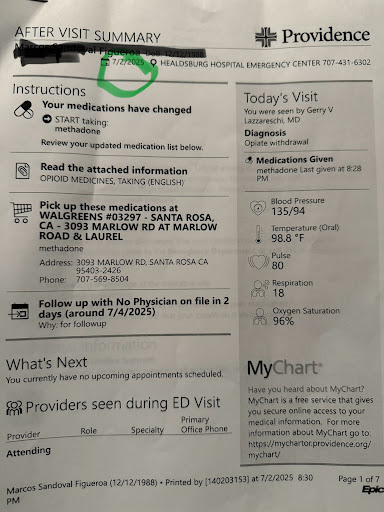 AFTER VISIT SUMMARY
Providence
Marcos Sandoval Figueroa DoB: 12/12/1988
7/2/2025 HEALDSBURG HOSPITAL EMERGENCY CENTER 707-431-6302
Instructions
Your medications have changed
START taking:
methadone
Review your updated medication list below.
Read the attached information
OPIOID MEDICINES, TAKING (ENGLISH)
Pick up these medications at
WALGREENS #03297 - SANTA ROSA,
CA - 3093 MARLOW RD AT MARLOW
ROAD & LAUREL
methadone
Address: 3093 MARLOW RD, SANTA ROSA CA
95403-2426
Phone: 707-569-8504
Follow up with No Physician on file in 2
days (around 7/4/2025)
Why: for followup
What's Next
You currently have no upcoming appointments scheduled.
Providers seen during ED Visit
Provider Role Specialty Primary
Office Phone
Attending
Today's Visit
You were seen by Gerry V
Lazzareschi, MD
Diagnosis
Opiate withdrawal
Medications Given
methadone Last given at 8:28
PM
Blood Pressure
135/94
Temperature (Oral)
98.8 °F
Pulse
80
Respiration
18
Oxygen Saturation
96%
MyChart
Have you heard about MyChart?
MyChart is a free service that gives
you secure online access to your
medical information. For more
information about MyChart go to:
https://mychartor.providence.org/
mychart/
Marcos Sandoval Figueroa (12/12/1988) • Printed by [140203153] at 7/2/2025 8:30
PM
Page 1 of 7
Epic